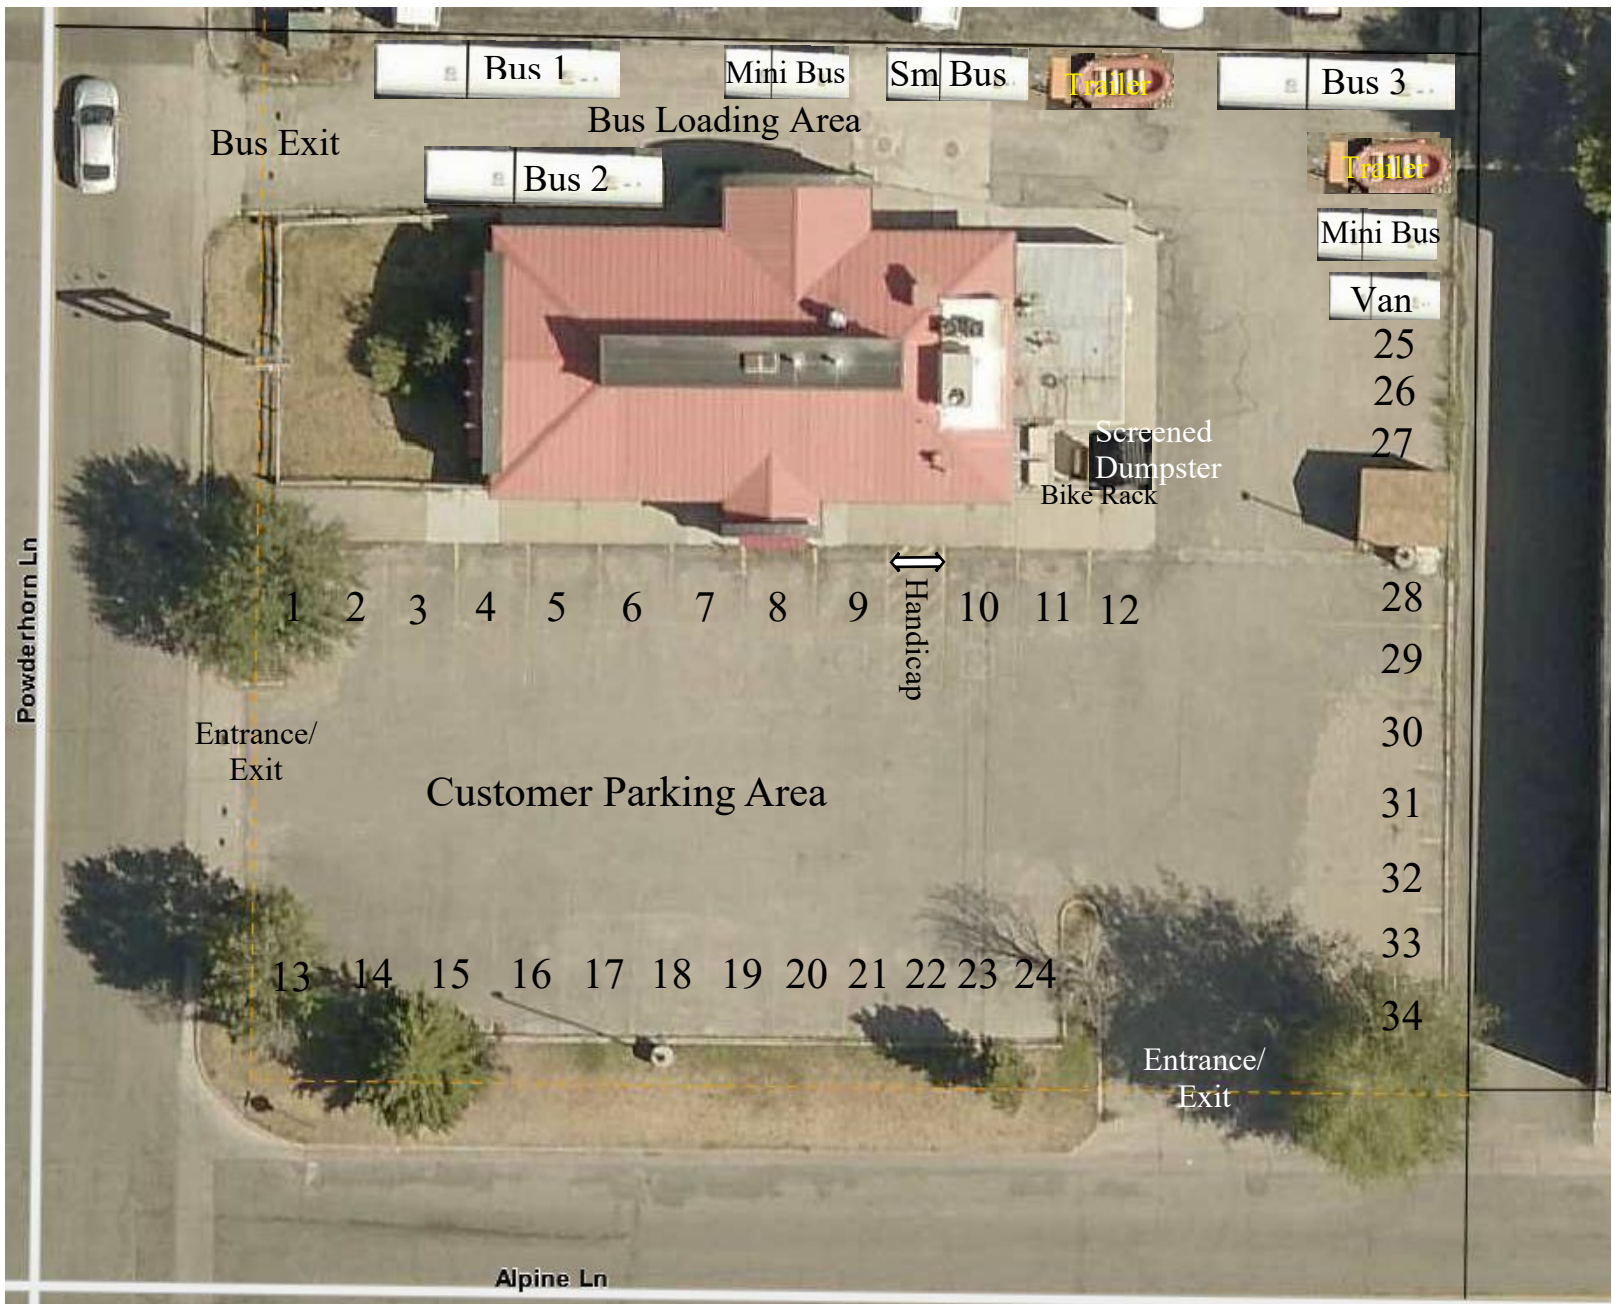 Bus 1
Mini Bus
Sm Bus
Trailer
Bus 3
Bus Loading Area
Bus Exit
Bus 2
Trailer
Mini Bus
Van
25
26
27
Screened
Dumpster
Bike Rack
Handicap
1 2 3 4 5 6 7 8 9 10 11 12
28
29
30
31
32
33
34
Powderhorn Ln
Entrance/
Exit
Customer Parking Area
13 14 15 16 17 18 19 20 21 22 23 24
Entrance/
Exit
Alpine Ln